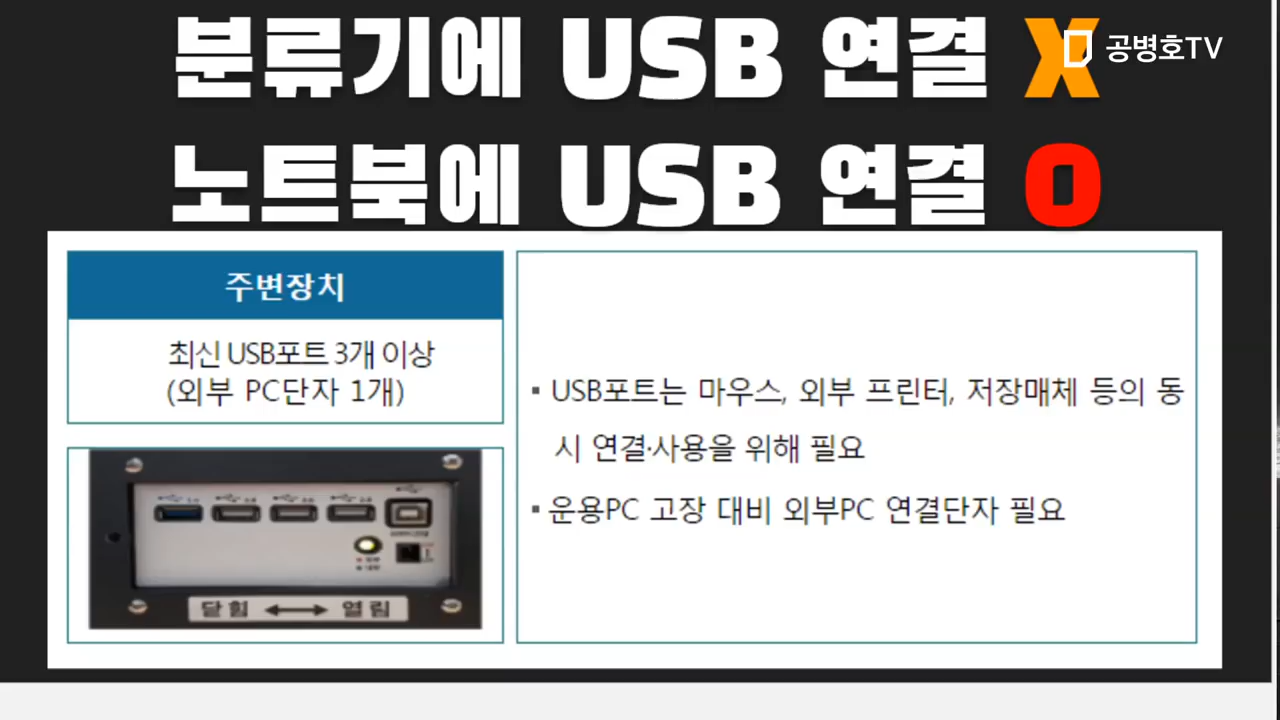 분류기에 USB 연결 X
공병호TV
노트북에 USB 연결 O
주변장치
최신 USB포트 3개 이상
(외부 PC단자 1개)
▪ USB포트는 마우스, 외부 프린터, 저장매체 등의 동
시 연결·사용을 위해 필요
▪ 운용PC 고장 대비 외부PC 연결단자 필요
닫힘 ↔ 열림